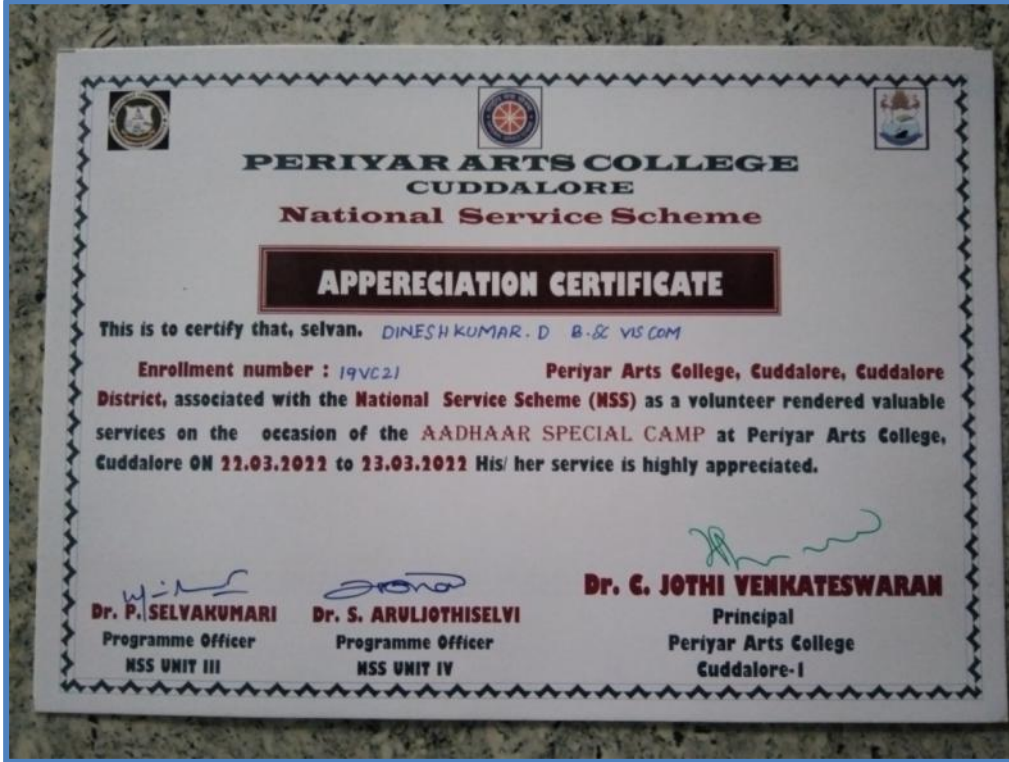 PERIYAR ARTS COLLEGE
CUDDALORE
National Service Scheme
APPERECIATION CERTIFICATE
This is to certify that, selvan. DINESH KUMAR. D B.SC VIS COM
Enrollment number : 19VC21 Periyar Arts College, Cuddalore, Cuddalore
District, associated with the National Service Scheme (NSS) as a volunteer rendered valuable
services on the occasion of the AADHAAR SPECIAL CAMP at Periyar Arts College,
Cuddalore ON 22.03.2022 to 23.03.2022 His/ her service is highly appreciated.
Dr. P. SELVAKUMARI
Programme Officer
NSS UNIT III
Dr. S. ARULJOTHISELVI
Programme Officer
NSS UNIT IV
Dr. C. JOTHI VENKATESWARAN
Principal
Periyar Arts College
Cuddalore-1